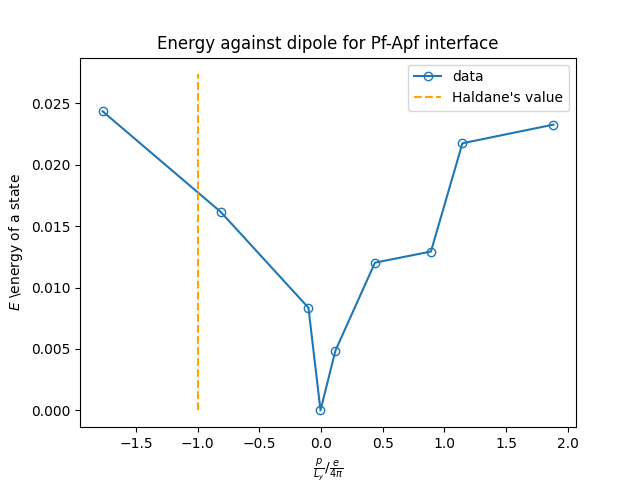 Energy against dipole for Pf-Apf interface
data
Haldane's value
E \energy of a state
0.025
0.020
0.015
0.010
0.005
0.000
−1.5 −1.0 −0.5 0.0 0.5 1.0 1.5 2.0
p/L_y / e/4π